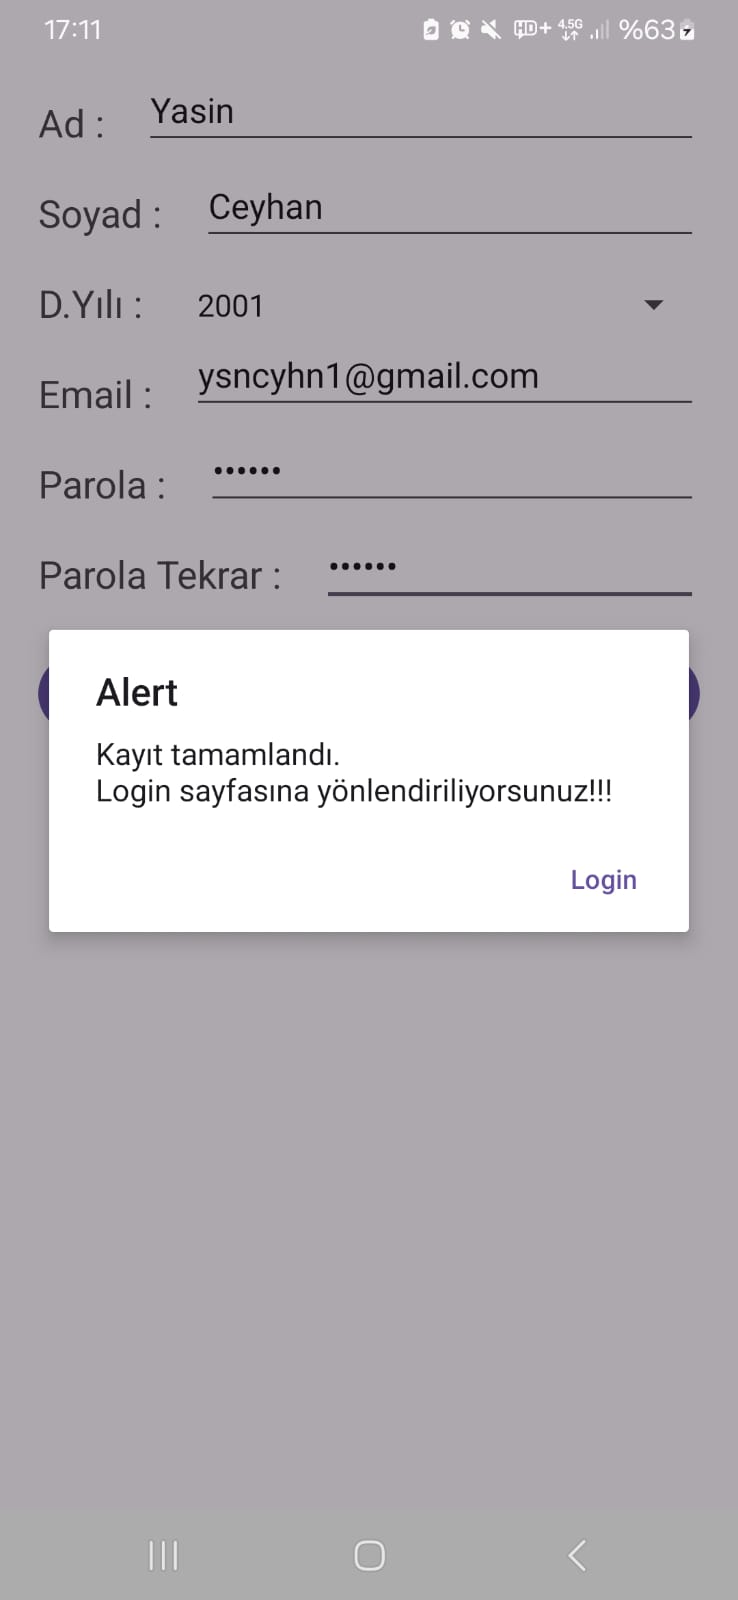 17:11 4.5G %63
Ad : Yasin
Soyad : Ceyhan
D.Yılı : 2001
Email : ysncyhn1@gmail.com
Parola : ••••••
Parola Tekrar : ••••••
Alert
Kayıt tamamlandı.
Login sayfasına yönlendiriliyorsunuz!!!
Login